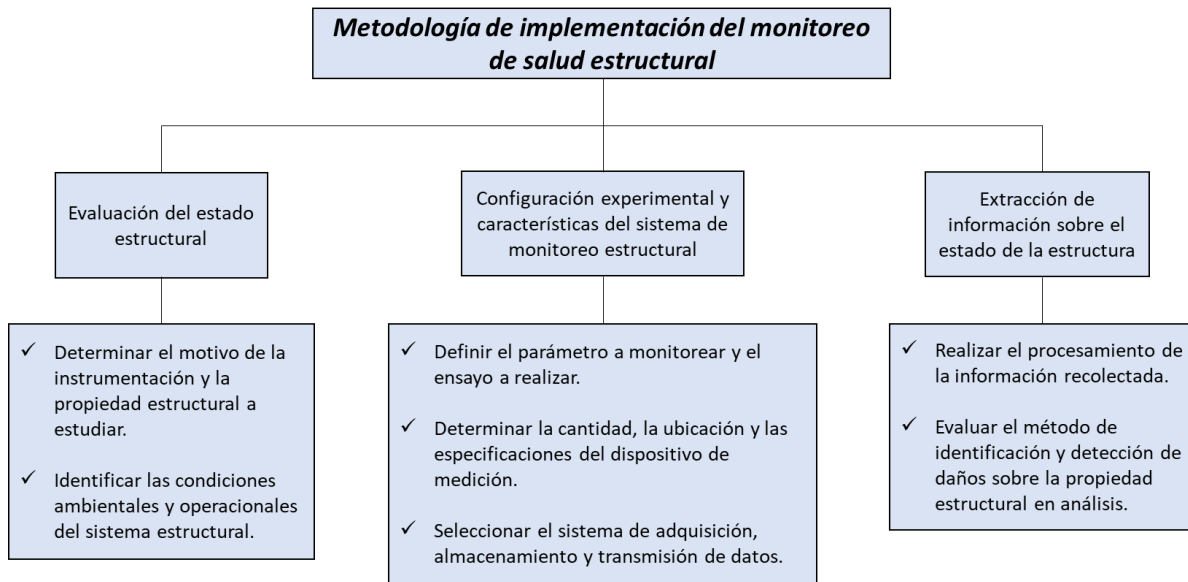 Metodología de implementación del monitoreo
de salud estructural
Evaluación del estado
estructural
Configuración experimental y
características del sistema de
monitoreo estructural
Extracción de
información sobre el
estado de la estructura
✓ Determinar el motivo de la
instrumentación y la
propiedad estructural a
estudiar.
✓ Identificar las condiciones
ambientales y operacionales
del sistema estructural.
✓ Definir el parámetro a monitorear y el
ensayo a realizar.
✓ Determinar la cantidad, la ubicación y las
especificaciones del dispositivo de
medición.
✓ Seleccionar el sistema de adquisición,
almacenamiento y transmisión de datos.
✓ Realizar el procesamiento de
la información recolectada.
✓ Evaluar el método de
identificación y detección de
daños sobre la propiedad
estructural en análisis.